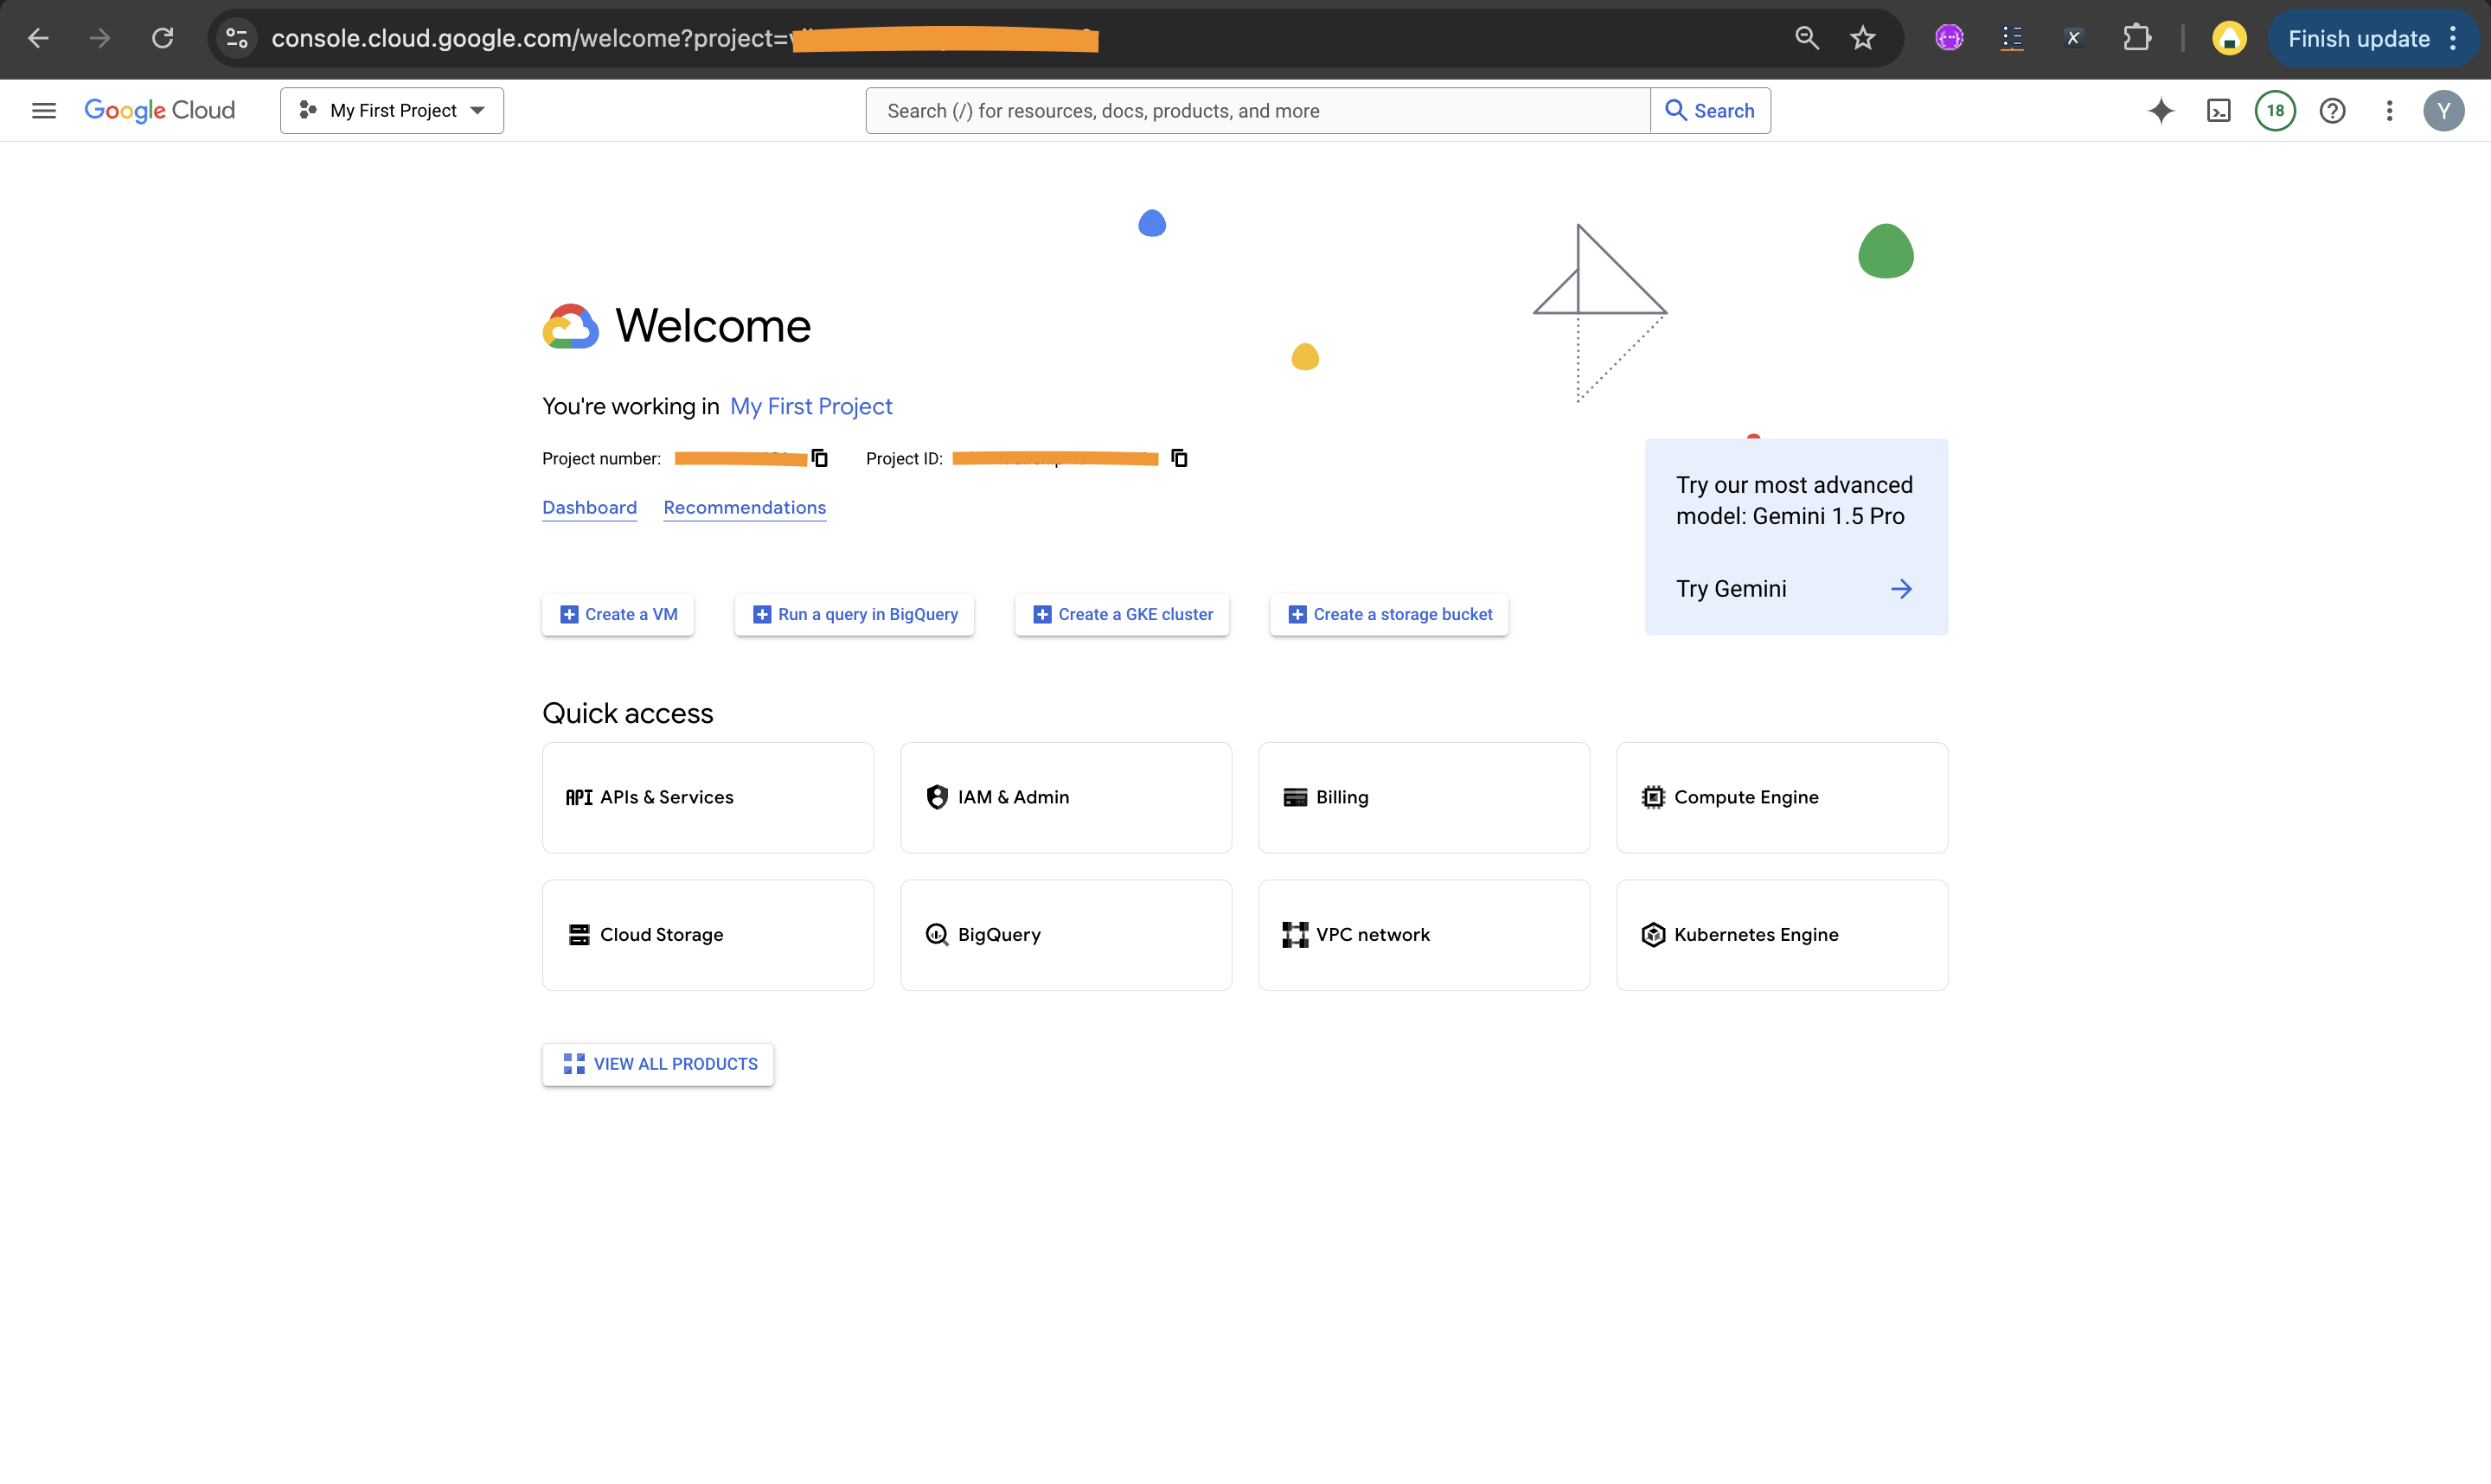 console.cloud.google.com/welcome?project=
Finish update
Google Cloud
My First Project
Search (/) for resources, docs, products, and more
Search
18
Y
Welcome
You're working in My First Project
Project number:
Project ID:
Dashboard
Recommendations
Try our most advanced
model: Gemini 1.5 Pro
Try Gemini
Create a VM
Run a query in BigQuery
Create a GKE cluster
Create a storage bucket
Quick access
API APIs & Services
IAM & Admin
Billing
Compute Engine
Cloud Storage
BigQuery
VPC network
Kubernetes Engine
VIEW ALL PRODUCTS